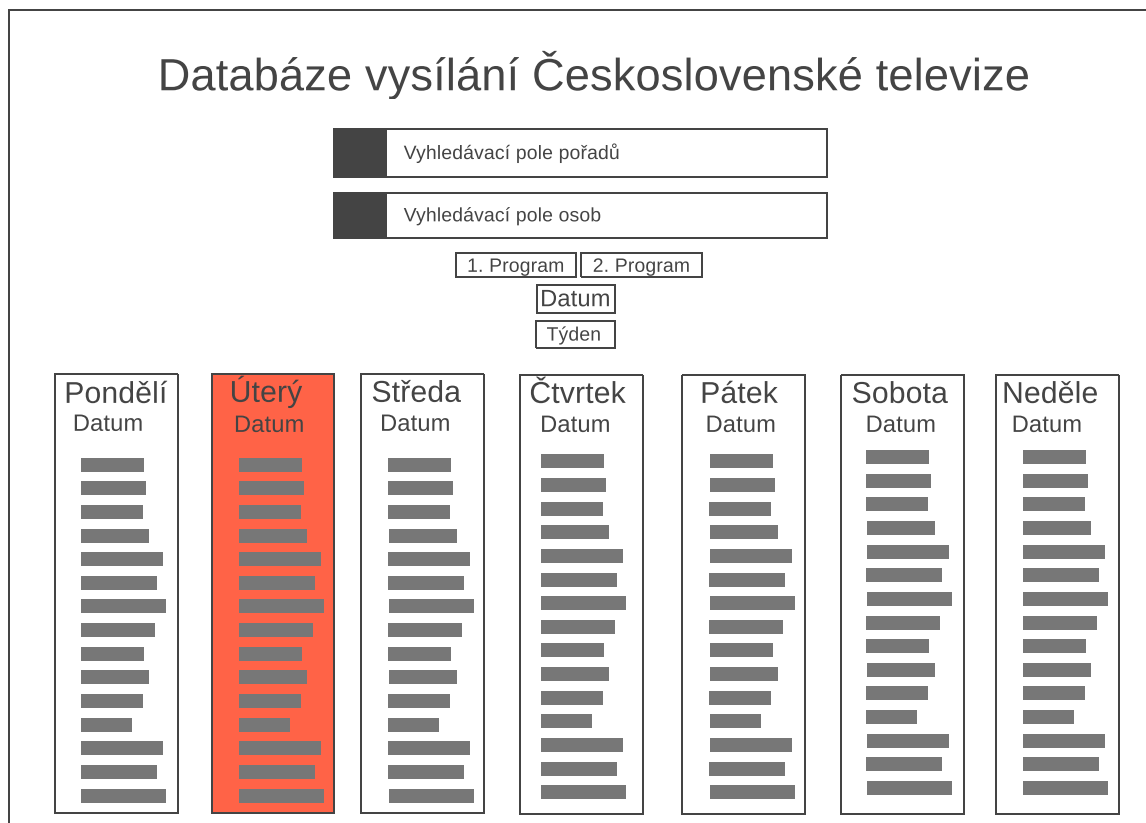 Databáze vysílání Československé televize
Vyhledávací pole pořadů
Vyhledávací pole osob
1. Program 2. Program
Datum
Týden
Pondělí Úterý Středa Čtvrtek Pátek Sobota Neděle
Datum Datum Datum Datum Datum Datum Datum